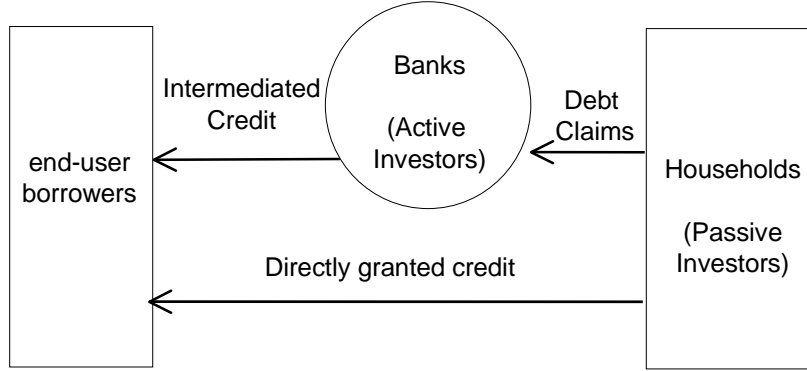 end-user
borrowers
Intermediated
Credit
Banks
(Active
Investors)
Debt
Claims
Households
(Passive
Investors)
Directly granted credit